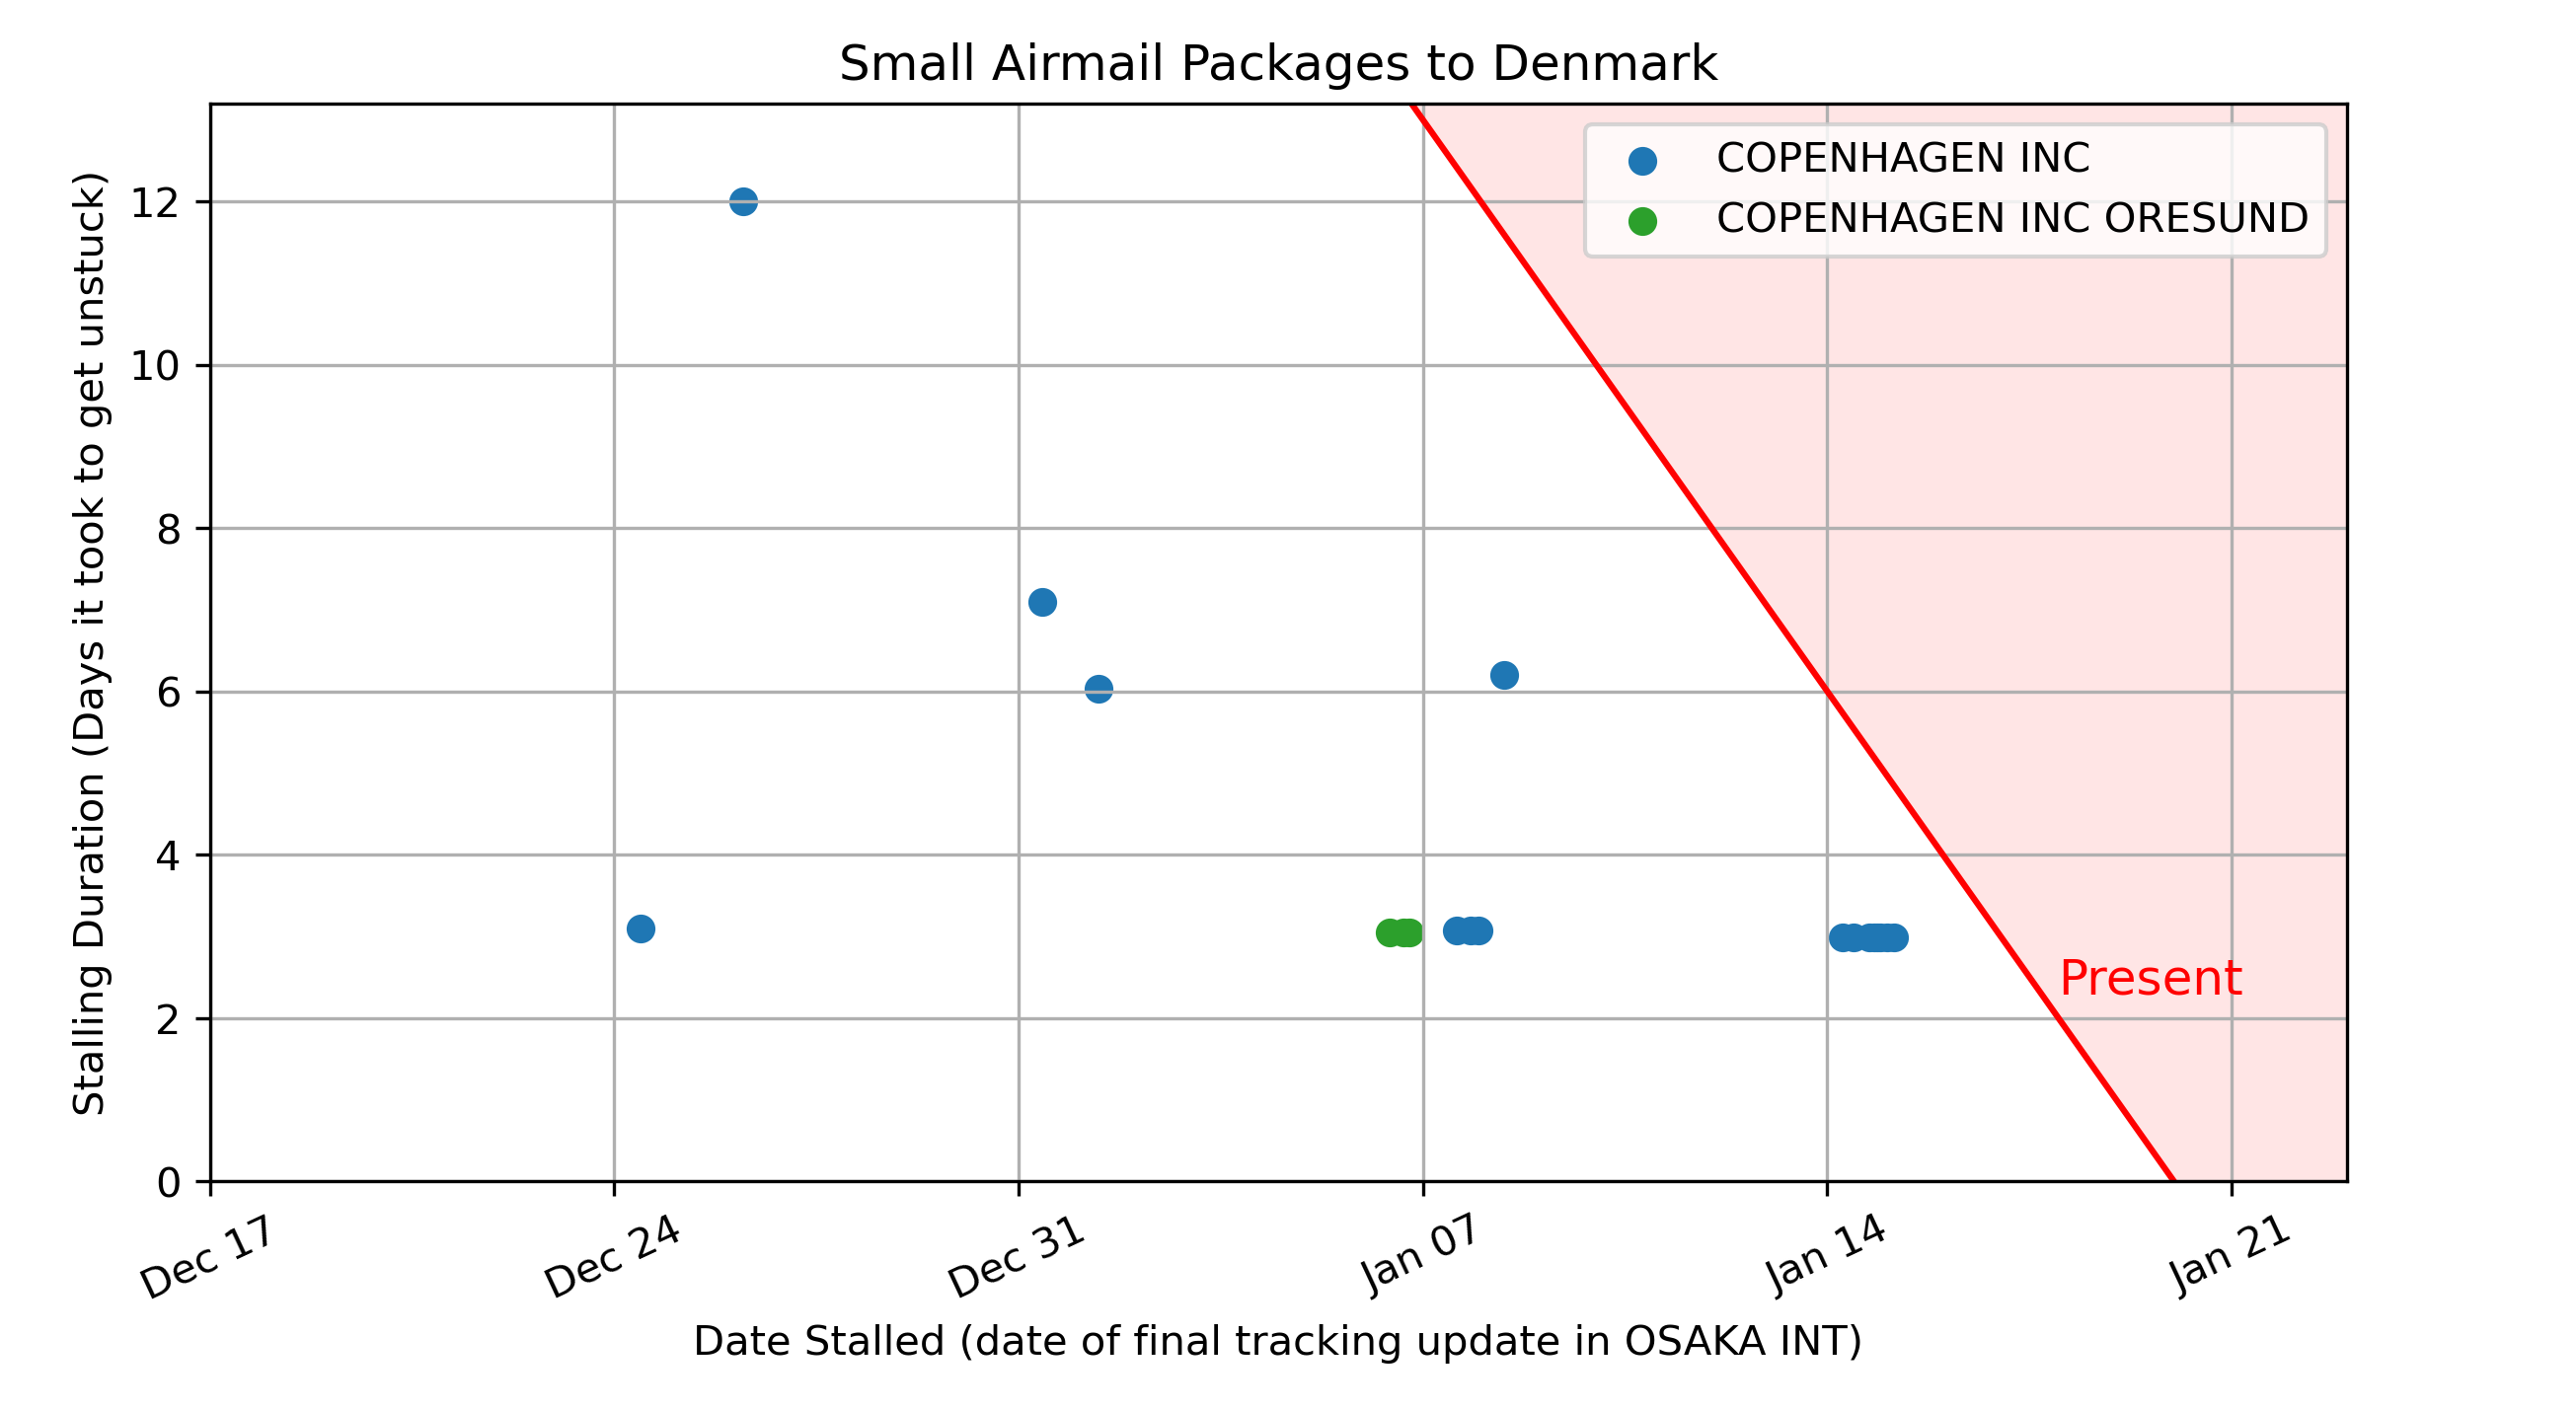 Small Airmail Packages to Denmark
COPENHAGEN INC
COPENHAGEN INC ORESUND
Stalling Duration (Days it took to get unstuck)
12
10
8
6
4
2
0
Present
Dec 17
Dec 24
Dec 31
Jan 07
Jan 14
Jan 21
Date Stalled (date of final tracking update in OSAKA INT)